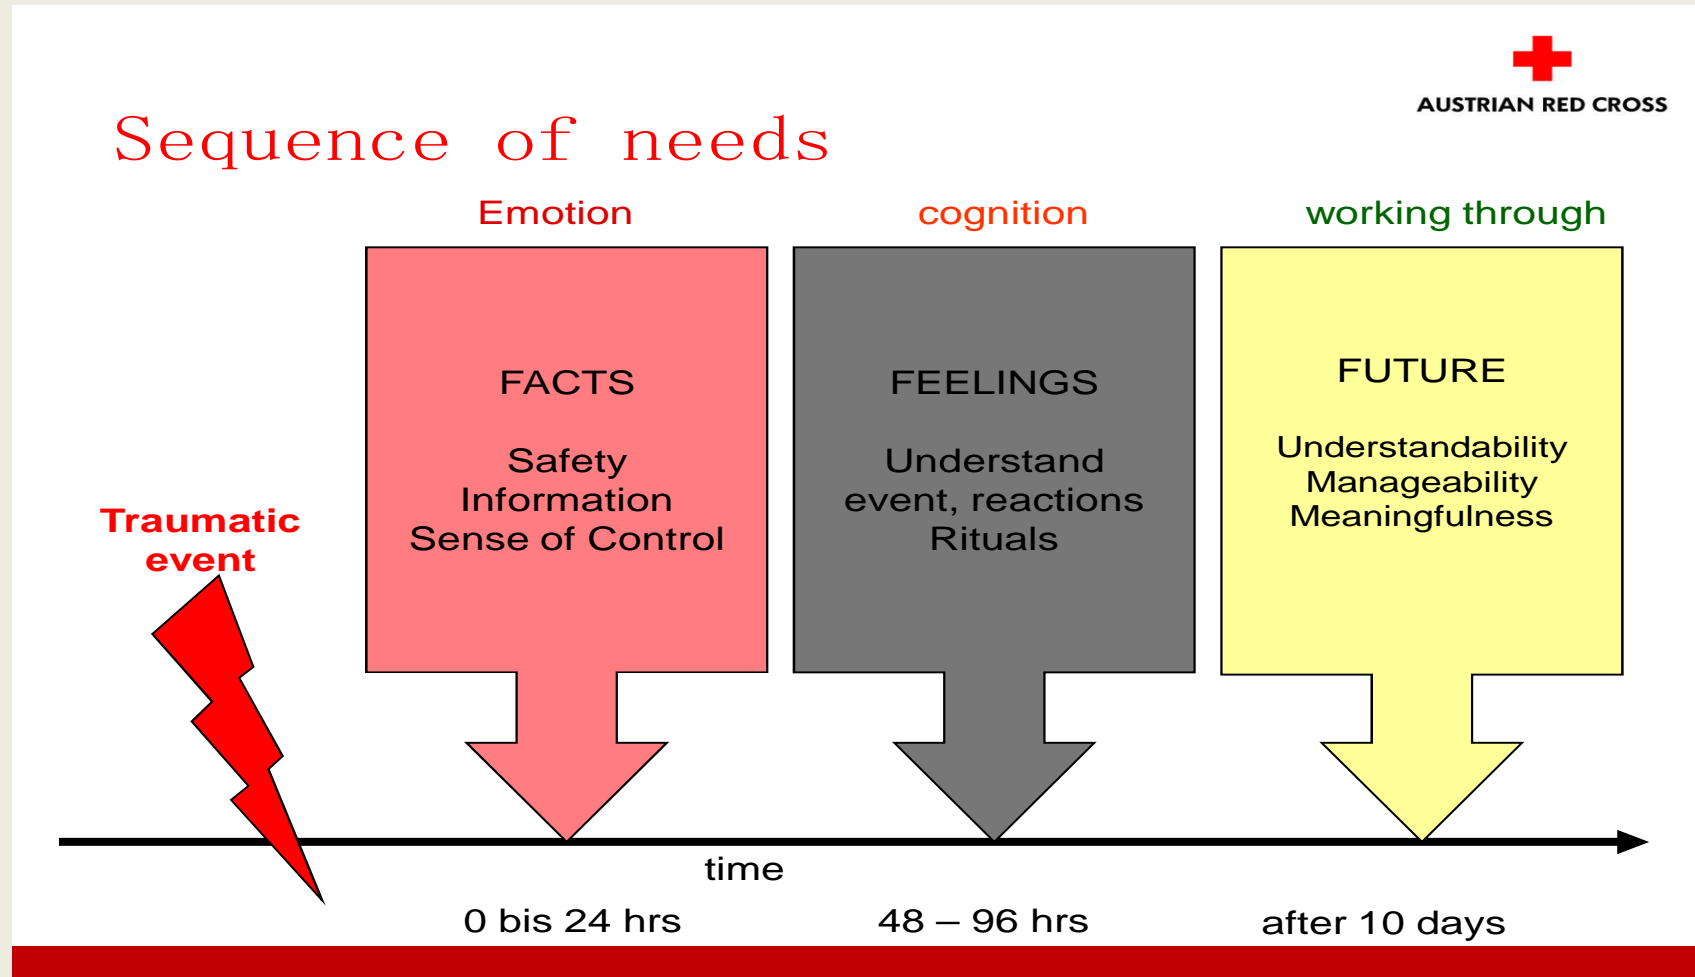 AUSTRIAN RED CROSS
Sequence of needs
Emotion
cognition
working through
FACTS
Safety
Information
Sense of Control
FEELINGS
Understand
event, reactions
Rituals
FUTURE
Understandability
Manageability
Meaningfulness
Traumatic
event
time
0 bis 24 hrs
48 – 96 hrs
after 10 days